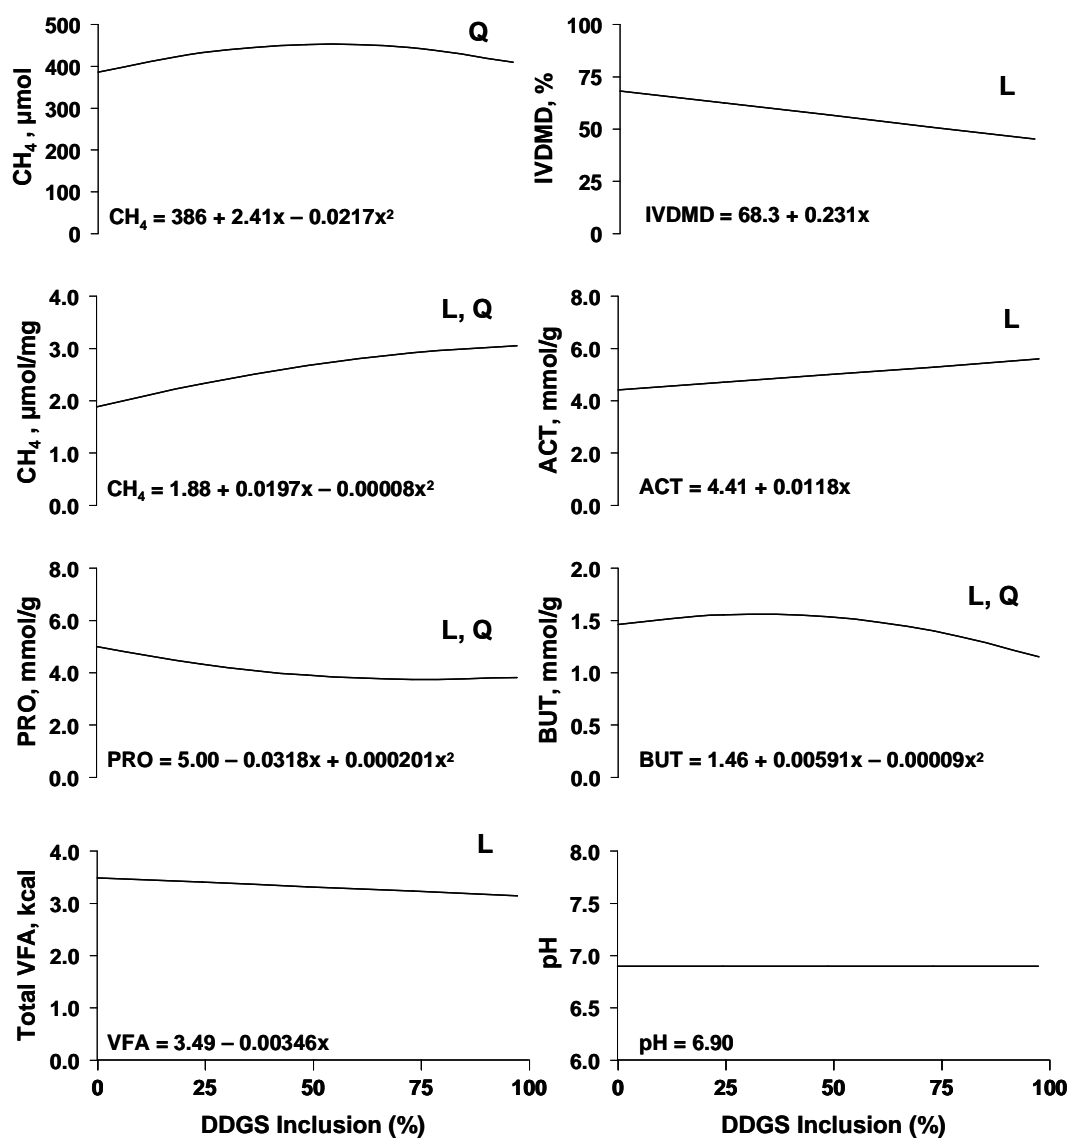 500
400
300
200
100
0
CH₄ , µmol
Q
CH₄ = 386 + 2.41x – 0.0217x²
100
75
50
25
0
IVDMD, %
L
IVDMD = 68.3 + 0.231x
4.0
3.0
2.0
1.0
0.0
CH₄ , µmol/mg
L, Q
CH₄ = 1.88 + 0.0197x – 0.00008x²
8.0
6.0
4.0
2.0
0.0
ACT, mmol/g
L
ACT = 4.41 + 0.0118x
8.0
6.0
4.0
2.0
0.0
PRO, mmol/g
L, Q
PRO = 5.00 – 0.0318x + 0.000201x²
2.0
1.5
1.0
0.5
0.0
BUT, mmol/g
L, Q
BUT = 1.46 + 0.00591x – 0.00009x²
4.0
3.0
2.0
1.0
0.0
Total VFA, kcal
L
VFA = 3.49 – 0.00346x
0 25 50 75 100
DDGS Inclusion (%)
8.0
7.5
7.0
6.5
6.0
pH
pH = 6.90
0 25 50 75 100
DDGS Inclusion (%)